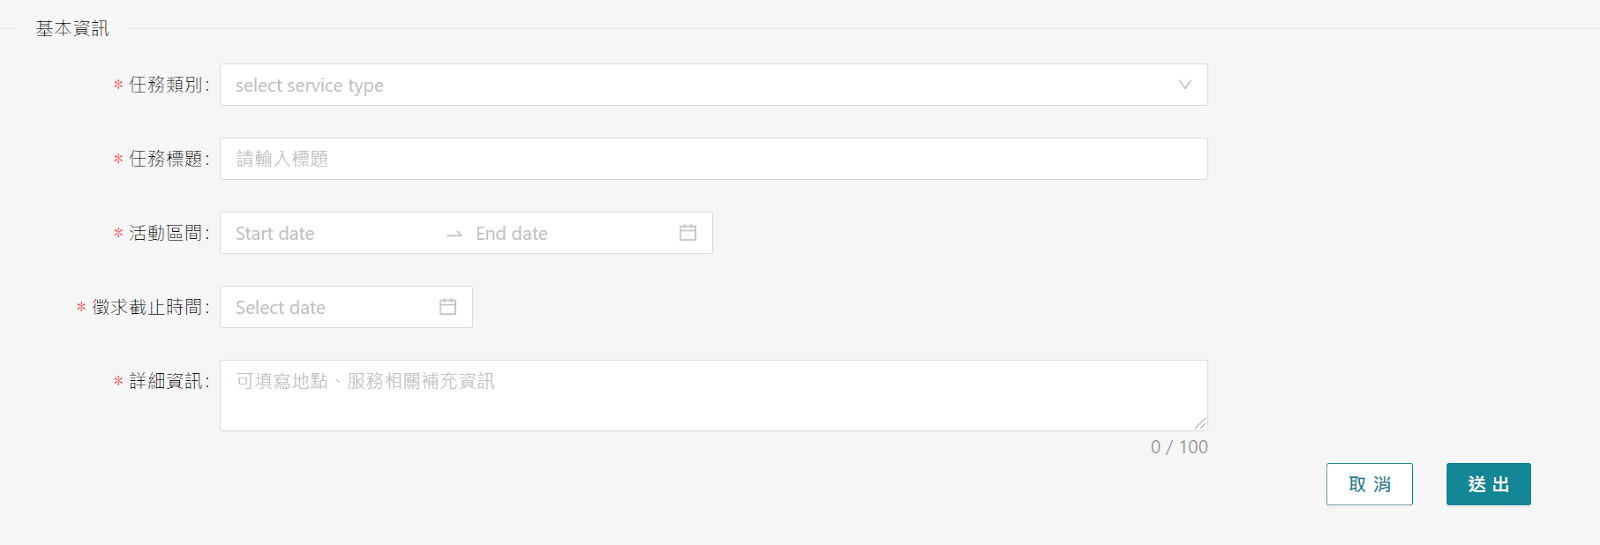 基本資訊
* 任務類別: select service type
* 任務標題: 請輸入標題
* 活動區間: Start date → End date
* 徵求截止時間: Select date
* 詳細資訊: 可填寫地點、服務相關補充資訊
0 / 100
取 消 送 出